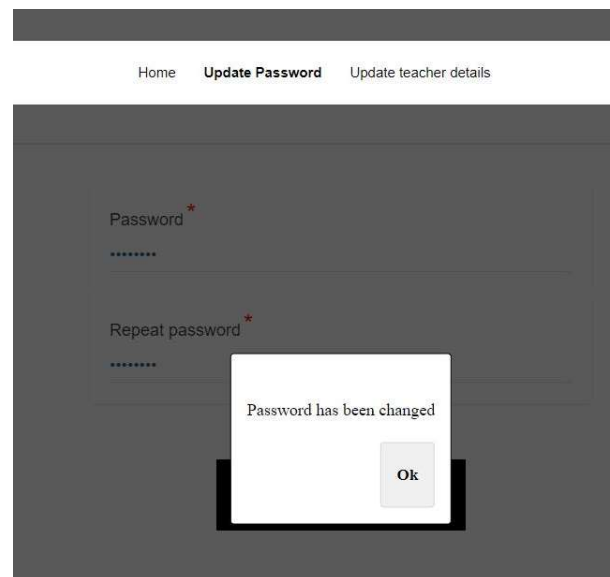 Home Update Password Update teacher details
Password *
••••••••
Repeat password *
••••••••
Password has been changed
Ok